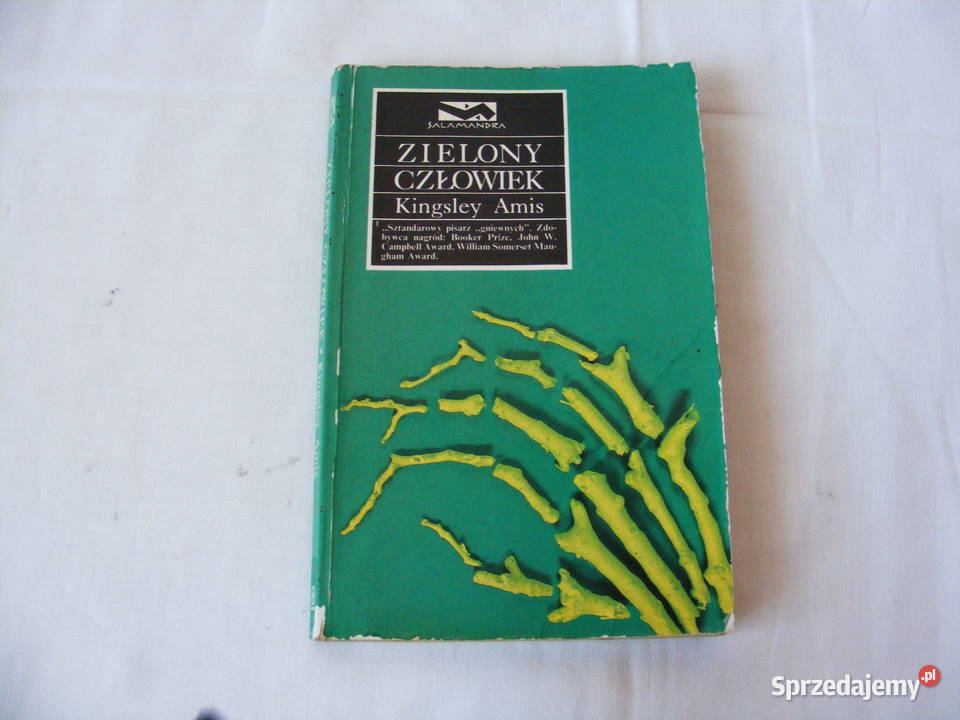 SALAMANDRA
ZIELONY
CZŁOWIEK
Kingsley Amis
„Sztandarowy pisarz „gniewnych”. Zdo-
bywca nagród: Booker Prize, John W.
Campbell Award, William Somerset Mau-
gham Award.
Sprzedajemy.pl